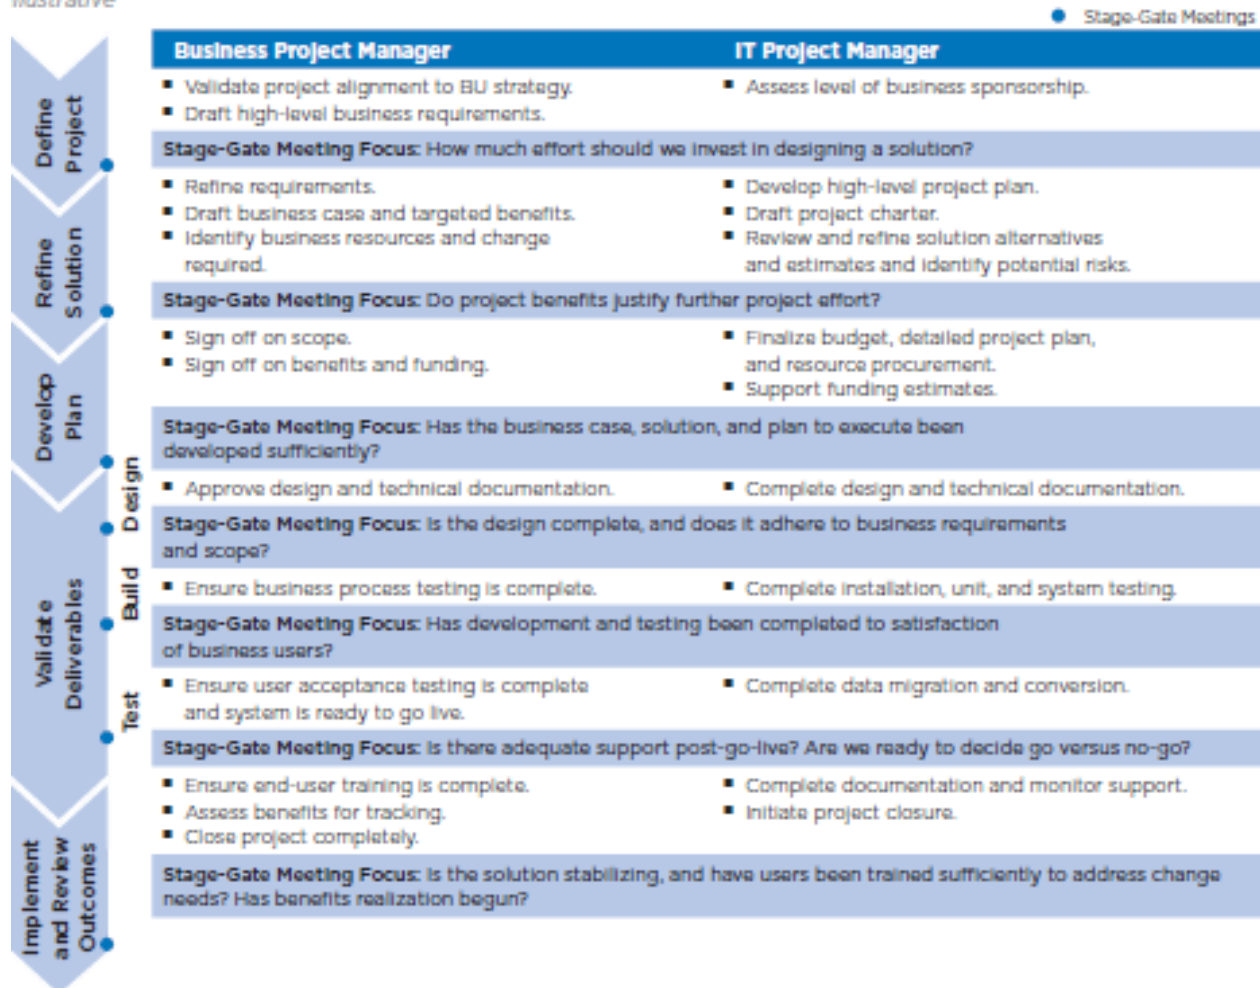 Illustrative
Stage-Gate Meetings
Business Project Manager
IT Project Manager
Define
Project
▪ Validate project alignment to BU strategy.
▪ Draft high-level business requirements.
▪ Assess level of business sponsorship.
Stage-Gate Meeting Focus: How much effort should we invest in designing a solution?
Refine
Solution
▪ Refine requirements.
▪ Draft business case and targeted benefits.
▪ Identify business resources and change
required.
▪ Develop high-level project plan.
▪ Draft project charter.
▪ Review and refine solution alternatives
and estimates and identify potential risks.
Stage-Gate Meeting Focus: Do project benefits justify further project effort?
Develop
Plan
▪ Sign off on scope.
▪ Sign off on benefits and funding.
▪ Finalize budget, detailed project plan,
and resource procurement.
▪ Support funding estimates.
Stage-Gate Meeting Focus: Has the business case, solution, and plan to execute been
developed sufficiently?
Validate
Deliverables
Design
▪ Approve design and technical documentation.
▪ Complete design and technical documentation.
Stage-Gate Meeting Focus: Is the design complete, and does it adhere to business requirements
and scope?
Build
▪ Ensure business process testing is complete.
▪ Complete installation, unit, and system testing.
Stage-Gate Meeting Focus: Has development and testing been completed to satisfaction
of business users?
Test
▪ Ensure user acceptance testing is complete
and system is ready to go live.
▪ Complete data migration and conversion.
Stage-Gate Meeting Focus: Is there adequate support post-go-live? Are we ready to decide go versus no-go?
Implement
and Review
Outcomes
▪ Ensure end-user training is complete.
▪ Assess benefits for tracking.
▪ Close project completely.
▪ Complete documentation and monitor support.
▪ Initiate project closure.
Stage-Gate Meeting Focus: Is the solution stabilizing, and have users been trained sufficiently to address change
needs? Has benefits realization begun?